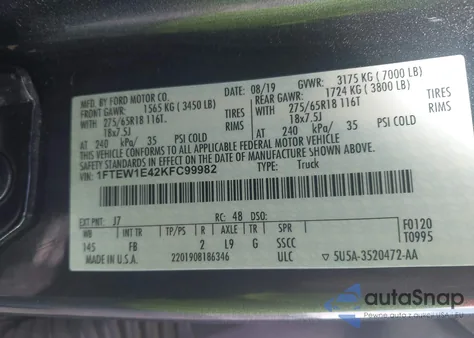 MFD. BY FORD MOTOR CO. 08/19 GVWR: 3175 KG (7000 LB)
FRONT GAWR: 1565 KG (3450 LB) REAR GAWR: 1724 KG (3800 LB)
WITH 275/65R18 116T. TIRES WITH 275/65R18 116T. TIRES
18x7.5J RIMS 18x7.5J RIMS
AT 240 kPa/ 35 PSI COLD AT 240 kPa/ 35 PSI COLD
THIS VEHICLE CONFORMS TO ALL APPLICABLE FEDERAL MOTOR VEHICLE
SAFETY STANDARDS IN EFFECT ON THE DATE OF MANUFACTURE SHOWN ABOVE.
VIN: 1FTEW1E42KFC99982 TYPE: Truck
EXT PNT: J7 RC: 48 DSO: F0120
WB INT TR TP/PS R AXLE TR SPR T0995
145 FB 2 L9 G SSCC
MADE IN U.S.A. 2201908186346 ULC ▽ 5U5A-3520472-AA
autoSnap
Pewne auta z USA